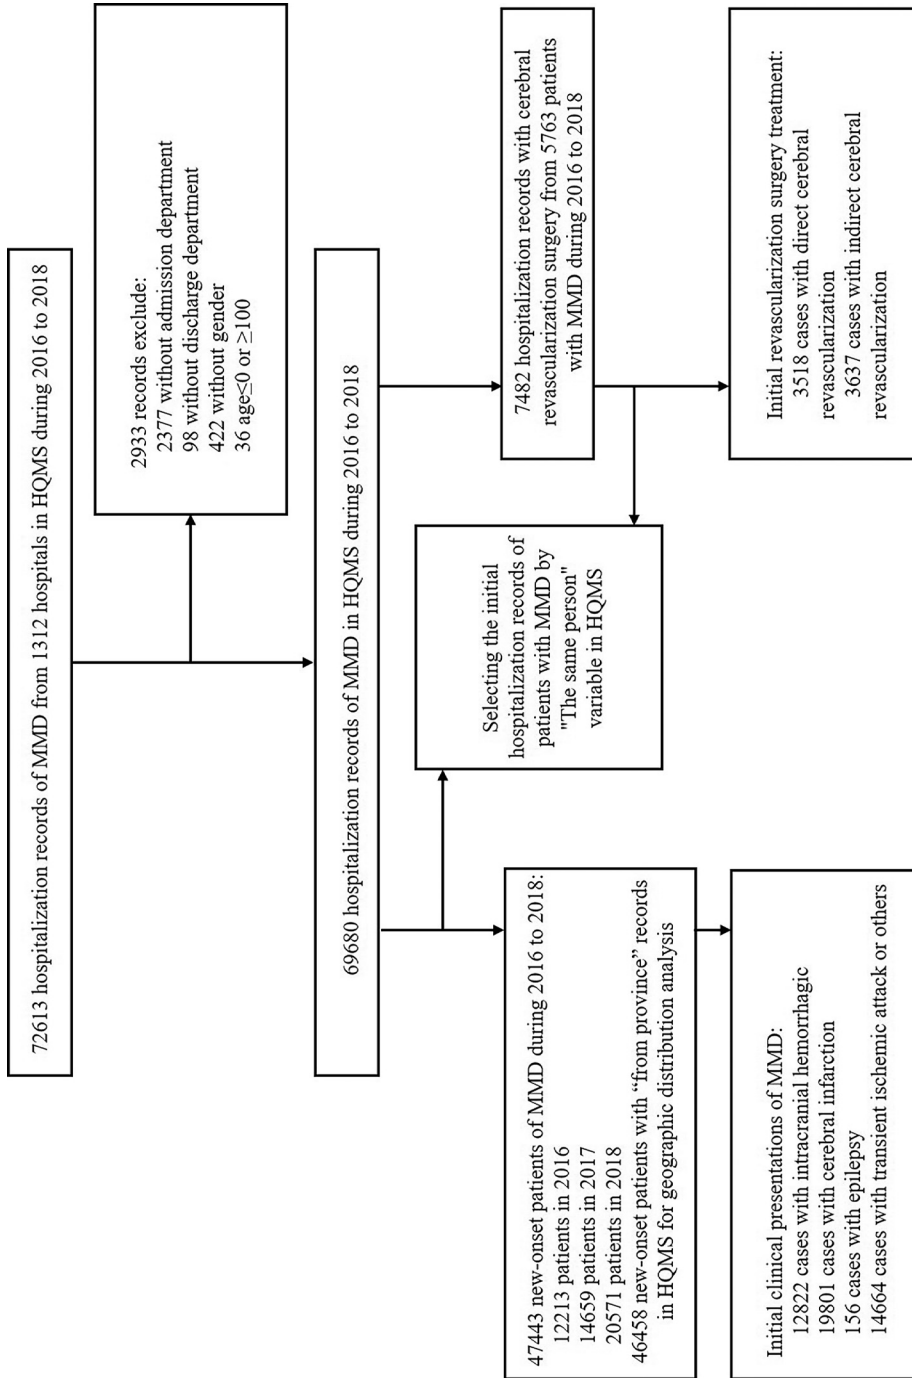 72613 hospitalization records of MMD from 1312 hospitals in HQMS during 2016 to 2018
2933 records exclude:
2377 without admission department
98 without discharge department
422 without gender
36 age≤0 or ≥100
69680 hospitalization records of MMD in HQMS during 2016 to 2018
Selecting the initial
hospitalization records of
patients with MMD by
"The same person"
variable in HQMS
47443 new-onset patients of MMD during 2016 to 2018:
12213 patients in 2016
14659 patients in 2017
20571 patients in 2018
46458 new-onset patients with “from province” records
in HQMS for geographic distribution analysis
7482 hospitalization records with cerebral
revascularization surgery from 5763 patients
with MMD during 2016 to 2018
Initial clinical presentations of MMD:
12822 cases with intracranial hemorrhagic
19801 cases with cerebral infarction
156 cases with epilepsy
14664 cases with transient ischemic attack or others
Initial revascularization surgery treatment:
3518 cases with direct cerebral
revascularization
3637 cases with indirect cerebral
revascularization